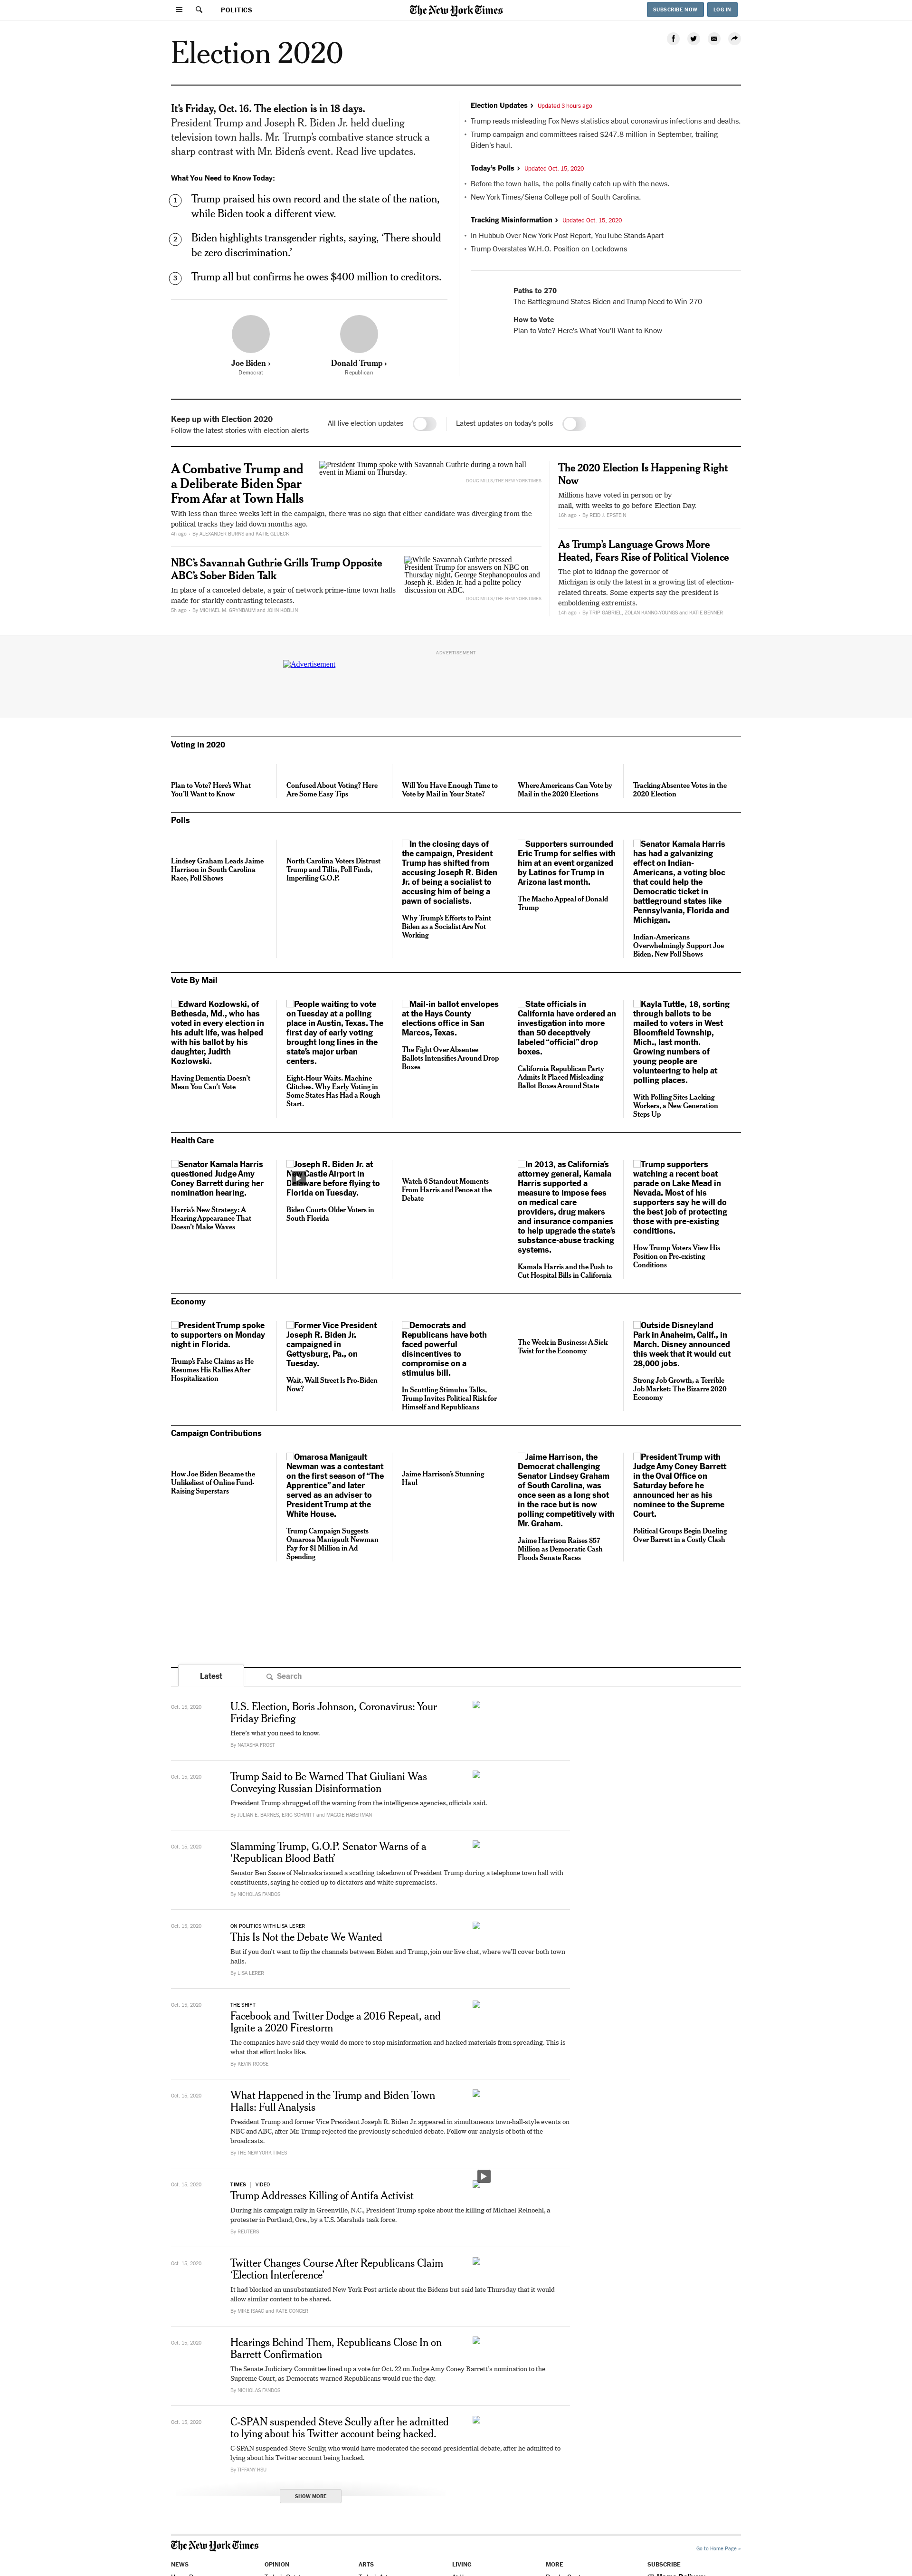 POLITICS
The New York Times
SUBSCRIBE NOW
LOG IN
Election 2020
It's Friday, Oct. 16. The election is in 18 days.
President Trump and Joseph R. Biden Jr. held dueling
television town halls. Mr. Trump's combative stance struck a
sharp contrast with Mr. Biden's event. Read live updates.
What You Need to Know Today:
1
Trump praised his own record and the state of the nation,
while Biden took a different view.
2
Biden highlights transgender rights, saying, 'There should
be zero discrimination.'
3
Trump all but confirms he owes $400 million to creditors.
Joe Biden ›
Democrat
Donald Trump ›
Republican
Election Updates › Updated 3 hours ago
• Trump reads misleading Fox News statistics about coronavirus infections and deaths.
• Trump campaign and committees raised $247.8 million in September, trailing
Biden's haul.
Today's Polls › Updated Oct. 15, 2020
• Before the town halls, the polls finally catch up with the news.
• New York Times/Siena College poll of South Carolina.
Tracking Misinformation › Updated Oct. 15, 2020
• In Hubbub Over New York Post Report, YouTube Stands Apart
• Trump Overstates W.H.O. Position on Lockdowns
Paths to 270
The Battleground States Biden and Trump Need to Win 270
How to Vote
Plan to Vote? Here's What You'll Want to Know
Keep up with Election 2020
Follow the latest stories with election alerts
All live election updates
Latest updates on today's polls
A Combative Trump and
a Deliberate Biden Spar
From Afar at Town Halls
President Trump spoke with Savannah Guthrie during a town hall
event in Miami on Thursday.
DOUG MILLS/THE NEW YORK TIMES
With less than three weeks left in the campaign, there was no sign that either candidate was diverging from the
political tracks they laid down months ago.
4h ago – By ALEXANDER BURNS and KATIE GLUECK
NBC's Savannah Guthrie Grills Trump Opposite
ABC's Sober Biden Talk
In place of a canceled debate, a pair of network prime-time town halls
made for starkly contrasting telecasts.
5h ago – By MICHAEL M. GRYNBAUM and JOHN KOBLIN
While Savannah Guthrie pressed
President Trump for answers on NBC on
Thursday night, George Stephanopoulos and
Joseph R. Biden Jr. had a polite policy
discussion on ABC.
DOUG MILLS/THE NEW YORK TIMES
The 2020 Election Is Happening Right
Now
Millions have voted in person or by
mail, with weeks to go before Election Day.
By REID J. EPSTEIN
As Trump's Language Grows More
Heated, Fears Rise of Political Violence
The plot to kidnap the governor of
Michigan is only the latest in a growing list of election-
related threats. Some experts say the president is
emboldening extremists.
14h ago – By TRIP GABRIEL, ZOLAN KANNO-YOUNGS and KATIE BENNER
ADVERTISEMENT
Advertisement
Voting in 2020
Plan to Vote? Here's What
You'll Want to Know
Confused About Voting? Here
Are Some Easy Tips
Will You Have Enough Time to
Vote by Mail in Your State?
Where Americans Can Vote by
Mail in the 2020 Elections
Tracking Absentee Votes in the
2020 Election
Polls
Lindsey Graham Leads Jaime
Harrison in South Carolina
Race, Poll Shows
North Carolina Voters Distrust
Trump and Tillis, Poll Finds,
Imperiling G.O.P.
In the closing days of
the campaign, President
Trump has shifted from
accusing Joseph R. Biden
Jr. of being a socialist to
accusing him of being a
pawn of socialists.
Why Trump's Efforts to Paint
Biden as a Socialist Are Not
Working
Supporters surrounded
Eric Trump for selfies with
him at an event organized
by Latinos for Trump in
Arizona last month.
The Macho Appeal of Donald
Trump
Senator Kamala Harris
has had a galvanizing
effect on Indian-
Americans, a voting bloc
that could help the
Democratic ticket in
battleground states like
Pennsylvania, Florida and
Michigan.
Indian-Americans
Overwhelmingly Support Joe
Biden, New Poll Shows
Vote By Mail
Edward Kozlowski, of
Bethesda, Md., who has
voted in every election in
his adult life, was helped
with his ballot by his
daughter, Judith
Kozlowski.
Having Dementia Doesn't
Mean You Can't Vote
People waiting to vote
on Tuesday at a polling
place in Austin, Texas. The
first day of early voting
brought long lines in the
state's major urban
centers.
Eight-Hour Waits. Machine
Glitches. Why Early Voting in
Some States Has Had a Rough
Start.
Mail-in ballot envelopes
at the Hays County
elections office in San
Marcos, Texas.
The Fight Over Absentee
Ballots Intensifies Around Drop
Boxes
State officials in
California have ordered an
investigation into more
than 50 deceptively
labeled “official” drop
boxes.
California Republican Party
Admits It Placed Misleading
Ballot Boxes Around State
Kayla Tuttle, 18, sorting
through ballots to be
mailed to voters in West
Bloomfield Township,
Mich., last month.
Growing numbers of
young people are
volunteering to help at
polling places.
With Polling Sites Lacking
Workers, a New Generation
Steps Up
Health Care
Senator Kamala Harris
questioned Judge Amy
Coney Barrett during her
nomination hearing.
Harris's New Strategy: A
Hearing Appearance That
Doesn't Make Waves
Joseph R. Biden Jr. at
Castle Airport in
before flying to
Florida on Tuesday.
Biden Courts Older Voters in
South Florida
Watch 6 Standout Moments
From Harris and Pence at the
Debate
In 2013, as California's
attorney general, Kamala
Harris supported a
measure to impose fees
on medical care
providers, drug makers
and insurance companies
to help upgrade the state's
substance-abuse tracking
systems.
Kamala Harris and the Push to
Cut Hospital Bills in California
Trump supporters
watching a recent boat
parade on Lake Mead in
Nevada. Most of his
supporters say he will do
the best job of protecting
those with pre-existing
conditions.
How Trump Voters View His
Position on Pre-existing
Conditions
Economy
President Trump spoke
to supporters on Monday
night in Florida.
Trump's False Claims as He
Resumes His Rallies After
Hospitalization
Former Vice President
Joseph R. Biden Jr.
campaigned in
Gettysburg, Pa., on
Tuesday.
Wait, Wall Street Is Pro-Biden
Now?
Democrats and
Republicans have both
faced powerful
disincentives to
compromise on a
stimulus bill.
In Scuttling Stimulus Talks,
Trump Invites Political Risk for
Himself and Republicans
The Week in Business: A Sick
Twist for the Economy
Outside Disneyland
Park in Anaheim, Calif., in
March. Disney announced
this week that it would cut
28,000 jobs.
Strong Job Growth, a Terrible
Job Market: The Bizarre 2020
Economy
Campaign Contributions
How Joe Biden Became the
Unlikeliest of Online Fund-
Raising Superstars
Omarosa Manigault
Newman was a contestant
on the first season of “The
Apprentice” and later
served as an adviser to
President Trump at the
White House.
Trump Campaign Suggests
Omarosa Manigault Newman
Pay for $1 Million in Ad
Spending
Jaime Harrison's Stunning
Haul
Jaime Harrison, the
Democrat challenging
Senator Lindsey Graham
of South Carolina, was
once seen as a long shot
in the race but is now
polling competitively with
Mr. Graham.
Jaime Harrison Raises $57
Million as Democratic Cash
Floods Senate Races
President Trump with
Judge Amy Coney Barrett
in the Oval Office on
Saturday before he
announced her as his
nominee to the Supreme
Court.
Political Groups Begin Dueling
Over Barrett in a Costly Clash
Latest
Search
Oct. 15, 2020
U.S. Election, Boris Johnson, Coronavirus: Your
Friday Briefing
Here's what you need to know.
By NATASHA FROST
Oct. 15, 2020
Trump Said to Be Warned That Giuliani Was
Conveying Russian Disinformation
President Trump shrugged off the warning from the intelligence agencies, officials said.
By JULIAN E. BARNES, ERIC SCHMITT and MAGGIE HABERMAN
Oct. 15, 2020
Slamming Trump, G.O.P. Senator Warns of a
‘Republican Blood Bath’
Senator Ben Sasse of Nebraska issued a scathing takedown of President Trump during a telephone town hall with
constituents, saying he cozied up to dictators and white supremacists.
By NICHOLAS FANDOS
Oct. 15, 2020
ON POLITICS WITH LISA LERER
This Is Not the Debate We Wanted
But if you don't want to flip the channels between Biden and Trump, join our live chat, where we'll cover both town
halls.
By LISA LERER
Oct. 15, 2020
THE SHIFT
Facebook and Twitter Dodge a 2016 Repeat, and
Ignite a 2020 Firestorm
The companies have said they would do more to stop misinformation and hacked materials from spreading. This is
what that effort looks like.
By KEVIN ROOSE
Oct. 15, 2020
What Happened in the Trump and Biden Town
Halls: Full Analysis
President Trump and former Vice President Joseph R. Biden Jr. appeared in simultaneous town-hall-style events on
NBC and ABC, after Mr. Trump rejected the previously scheduled debate. Follow our analysis of both of the
broadcasts.
By THE NEW YORK TIMES
Oct. 15, 2020
TIMES | VIDEO
Trump Addresses Killing of Antifa Activist
During his campaign rally in Greenville, N.C., President Trump spoke about the killing of Michael Reinoehl, a
protester in Portland, Ore., by a U.S. Marshals task force.
By REUTERS
Oct. 15, 2020
Twitter Changes Course After Republicans Claim
‘Election Interference’
It had blocked an unsubstantiated New York Post article about the Bidens but said late Thursday that it would
allow similar content to be shared.
By MIKE ISAAC and KATE CONGER
Oct. 15, 2020
Hearings Behind Them, Republicans Close In on
Barrett Confirmation
The Senate Judiciary Committee lined up a vote for Oct. 22 on Judge Amy Coney Barrett's nomination to the
Supreme Court, as Democrats warned Republicans would rue the day.
By NICHOLAS FANDOS
Oct. 15, 2020
C-SPAN suspended Steve Scully after he admitted
to lying about his Twitter account being hacked.
C-SPAN suspended Steve Scully, who would have moderated the second presidential debate, after he admitted to
lying about his Twitter account being hacked.
By TIFFANY HSU
SHOW MORE
The New York Times
Go to Home Page »
NEWS
OPINION
ARTS
LIVING
MORE
SUBSCRIBE